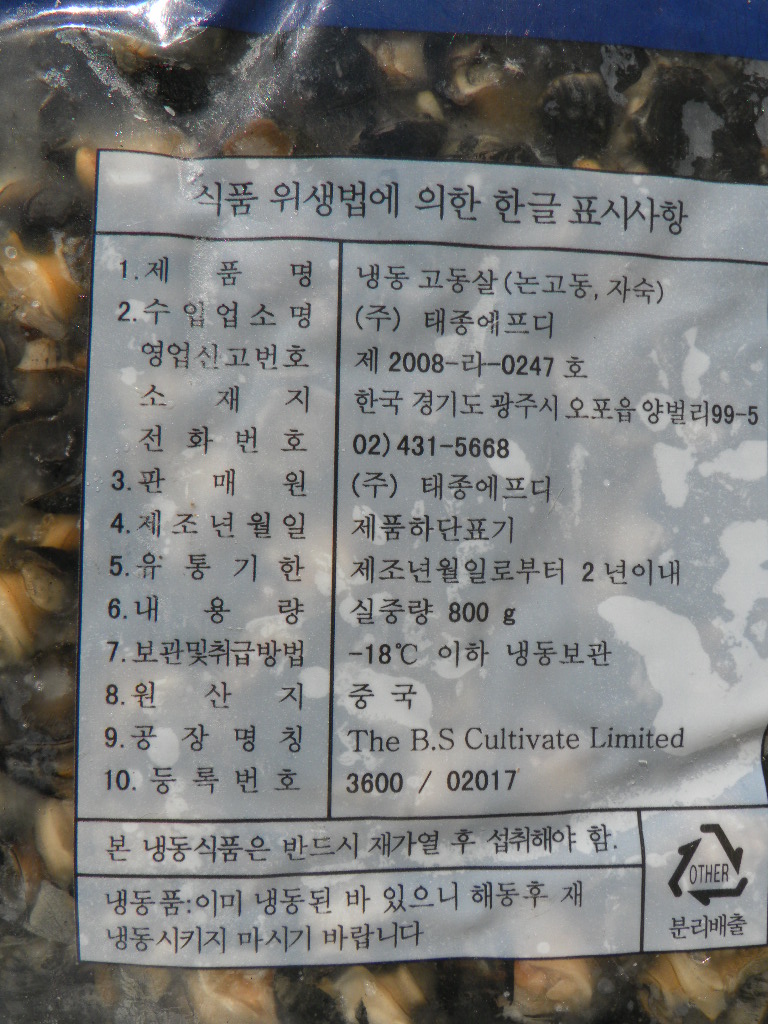 식품 위생법에 의한 한글 표시사항
1. 제 품 명 냉동 고동살 (논고동, 자숙)
2. 수 입 업 소 명 (주) 태종에프디
영업신고번호 제 2008-라-0247 호
소 재 지 한국 경기도 광주시 오포읍 양벌리99-5
전 화 번 호 02)431-5668
3. 판 매 원 (주) 태종에프디
4. 제 조 년 월 일 제품하단표기
5. 유 통 기 한 제조년월일로부터 2 년이내
6. 내 용 량 실중량 800 g
7. 보관및취급방법 -18℃ 이하 냉동보관
8. 원 산 지 중 국
9. 공 장 명 칭 The B.S Cultivate Limited
10. 등 록 번 호 3600 / 02017
본 냉동식품은 반드시 재가열 후 섭취해야 함.
냉동품:이미 냉동된 바 있으니 해동후 재
냉동시키지 마시기 바랍니다
OTHER
분리배출